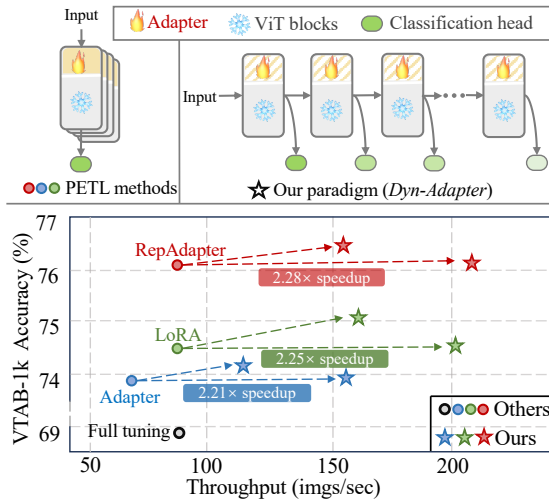 Input
Adapter
ViT blocks
Classification head
Input
PETL methods
Our paradigm (Dyn-Adapter)
77
76
75
74
69
VTAB-1k Accuracy (%)
RepAdapter
2.28× speedup
LoRA
2.25× speedup
Adapter
2.21× speedup
Full tuning
Others
Ours
50
100
150
200
Throughput (imgs/sec)